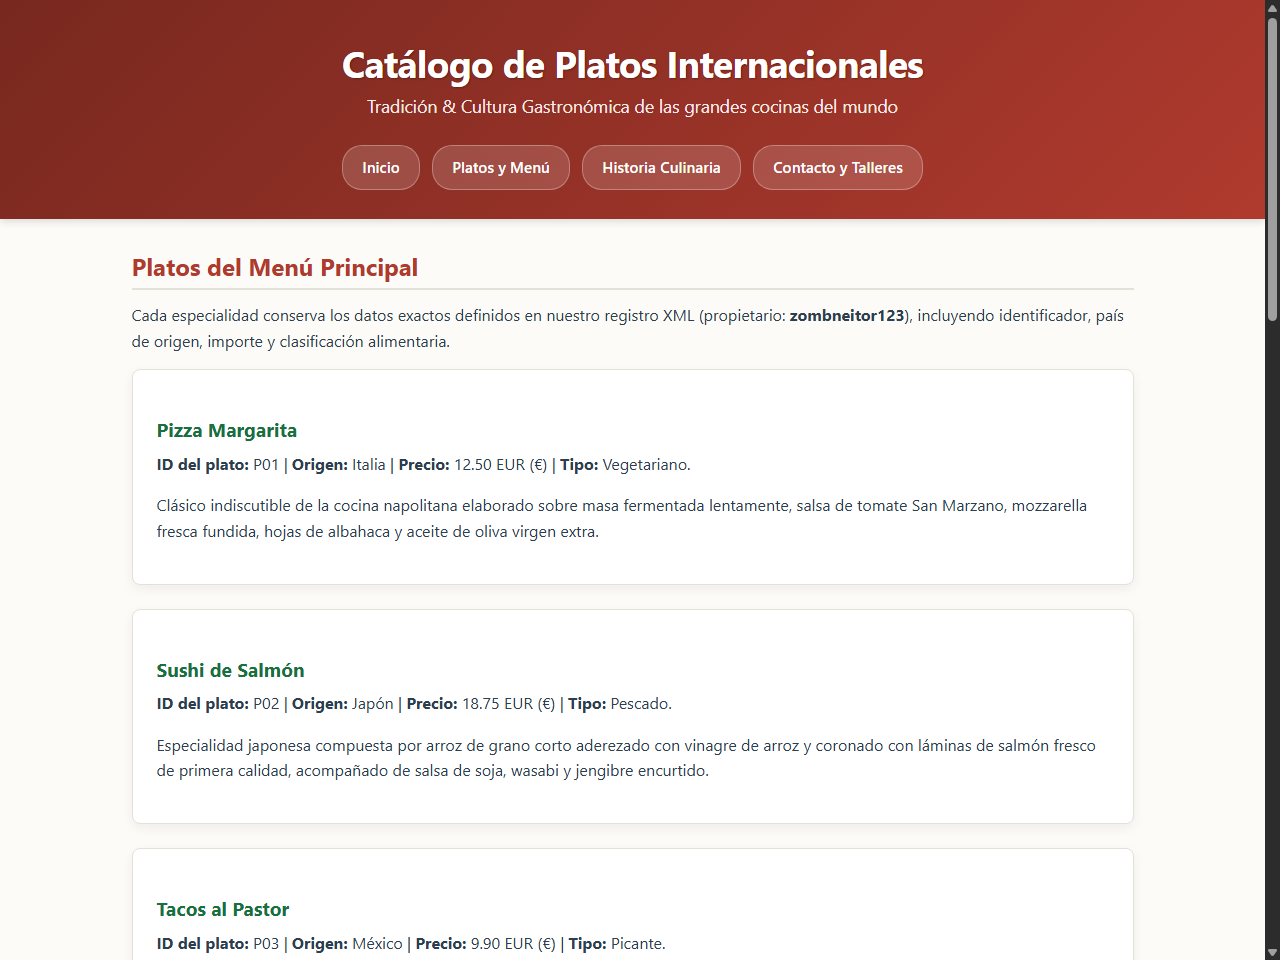 Catálogo de Platos Internacionales
Tradición & Cultura Gastronómica de las grandes cocinas del mundo
Inicio
Platos y Menú
Historia Culinaria
Contacto y Talleres
Platos del Menú Principal
Cada especialidad conserva los datos exactos definidos en nuestro registro XML (propietario: zombneitor123), incluyendo identificador, país
de origen, importe y clasificación alimentaria.
Pizza Margarita
ID del plato: P01 | Origen: Italia | Precio: 12.50 EUR (€) | Tipo: Vegetariano.
Clásico indiscutible de la cocina napolitana elaborado sobre masa fermentada lentamente, salsa de tomate San Marzano, mozzarella
fresca fundida, hojas de albahaca y aceite de oliva virgen extra.
Sushi de Salmón
ID del plato: P02 | Origen: Japón | Precio: 18.75 EUR (€) | Tipo: Pescado.
Especialidad japonesa compuesta por arroz de grano corto aderezado con vinagre de arroz y coronado con láminas de salmón fresco
de primera calidad, acompañado de salsa de soja, wasabi y jengibre encurtido.
Tacos al Pastor
ID del plato: P03 | Origen: México | Precio: 9.90 EUR (€) | Tipo: Picante.